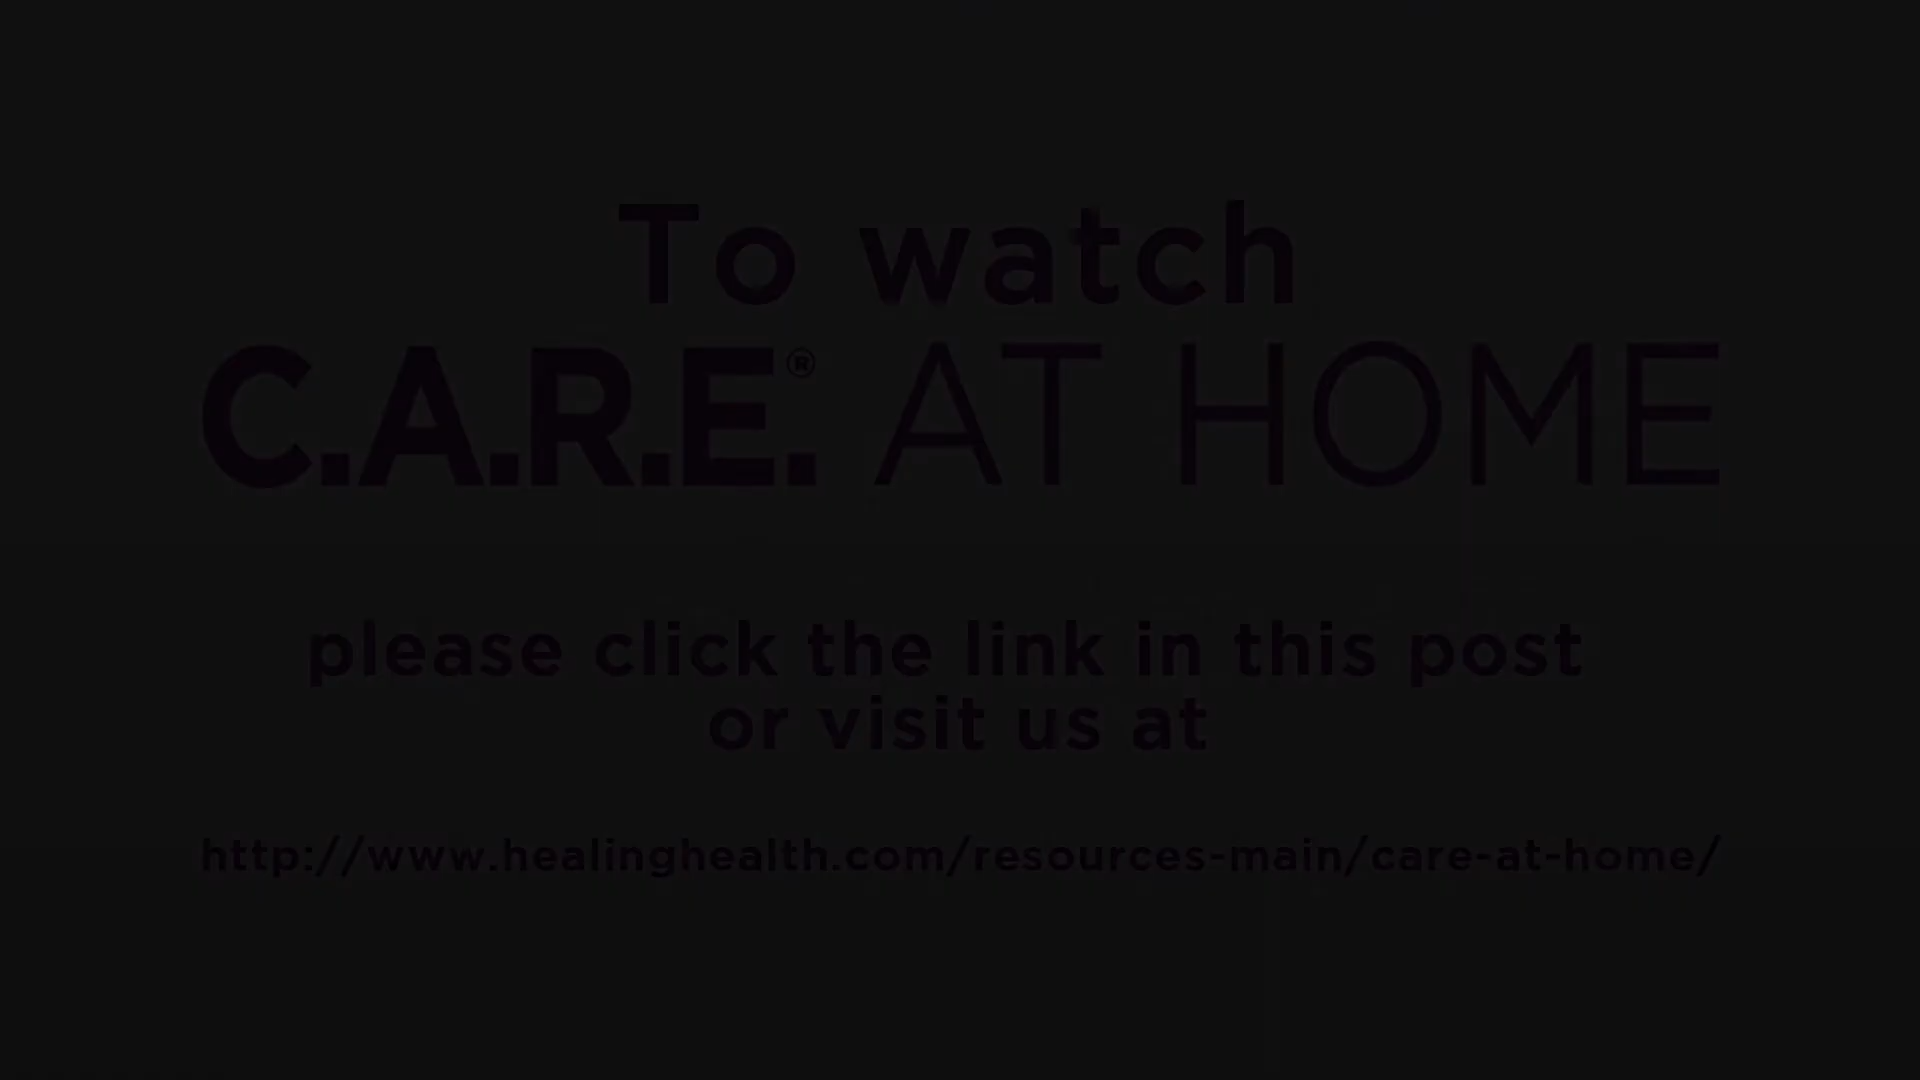 To watch
C.A.R.E.® AT HOME
please click the link in this post
or visit us at
http://www.healinghealth.com/resources-main/care-at-home/